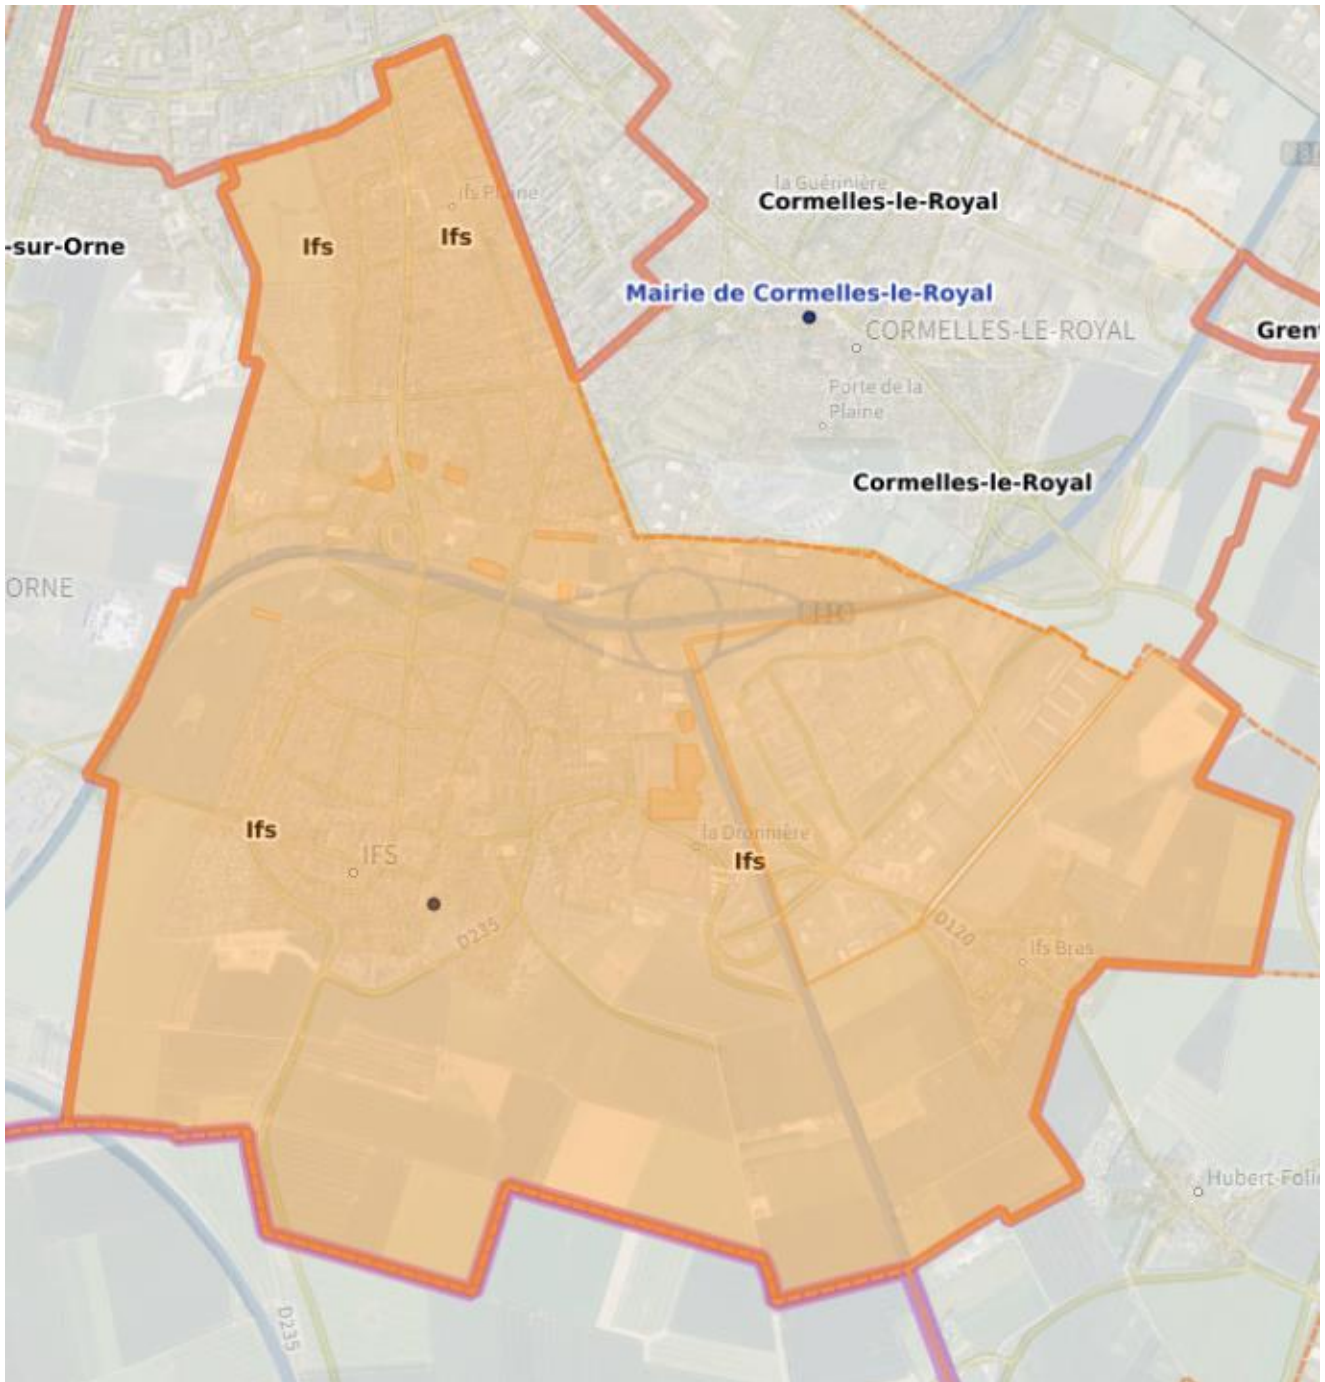 ifs Plaine
la Guérinière
Cormelles-le-Royal
Ifs
Ifs
-sur-Orne
Mairie de Cormelles-le-Royal
CORMELLES-LE-ROYAL
Porte de la
Plaine
Cormelles-le-Royal
ORNE
Ifs
IFS
la Dronnière
Ifs
D235
D120
Ifs Bras
Hubert-Folie
D235